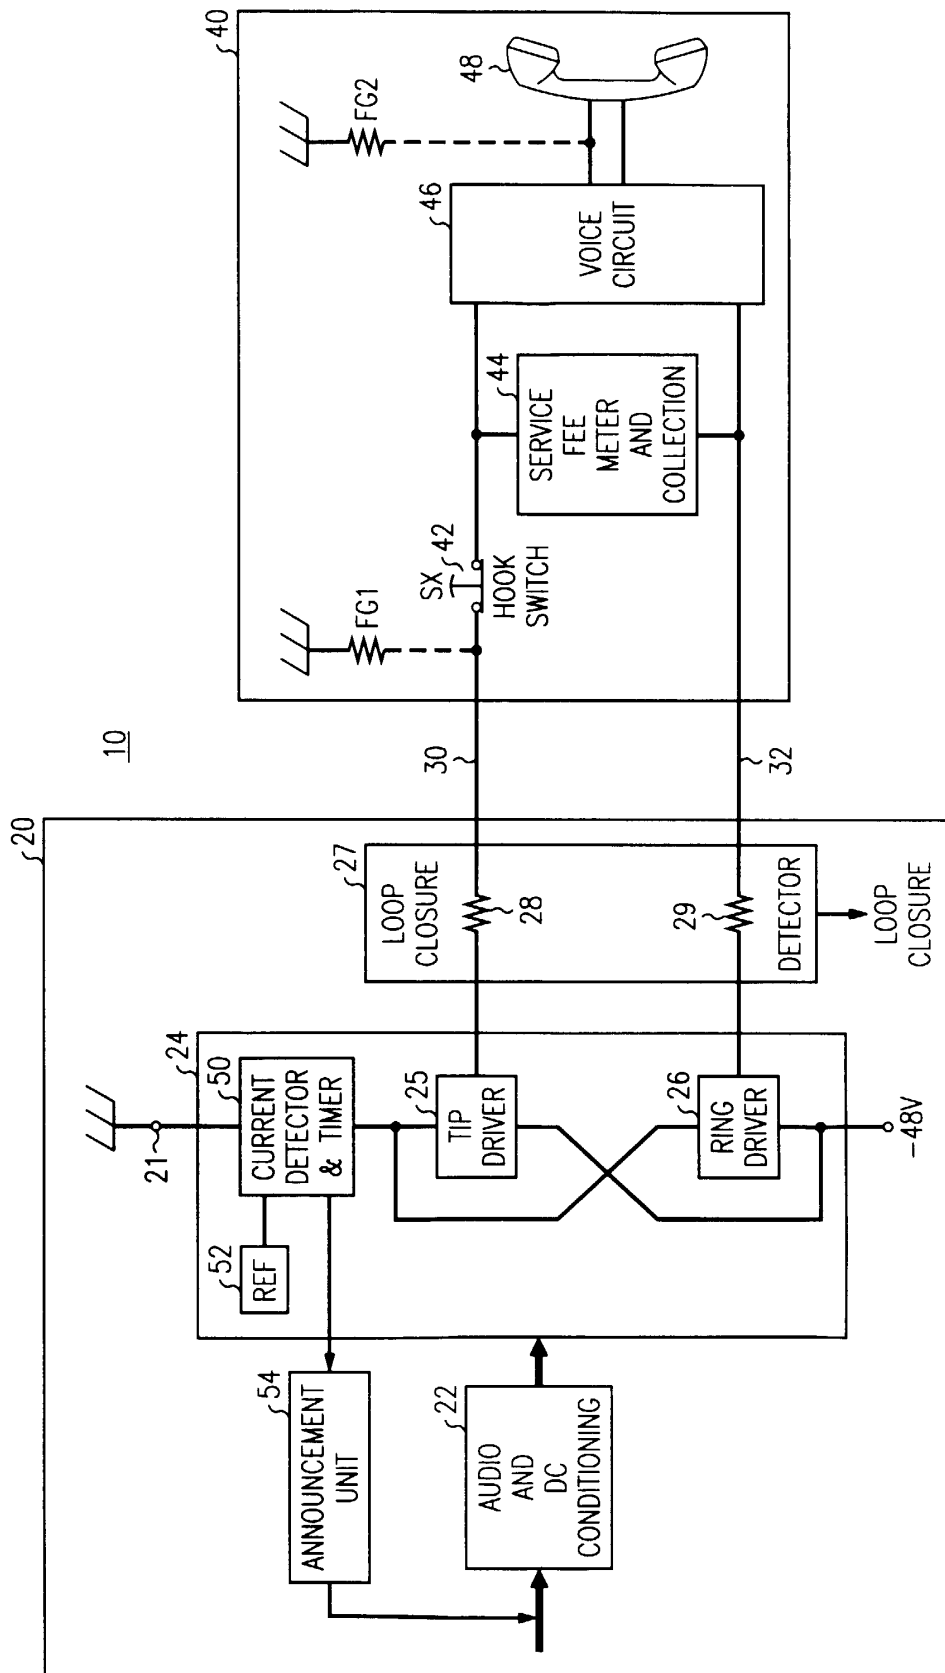 10
20
21
24
50
CURRENT
DETECTOR
& TIMER
52
REF
54
ANNOUNCEMENT
UNIT
22
AUDIO
AND
DC
CONDITIONING
25
TIP
DRIVER
26
RING
DRIVER
-48V
27
LOOP
CLOSURE
28
29
DETECTOR
LOOP
CLOSURE
30
32
40
FG1
SX
42
HOOK
SWITCH
44
SERVICE
FEE
METER
AND
COLLECTION
46
VOICE
CIRCUIT
FG2
48